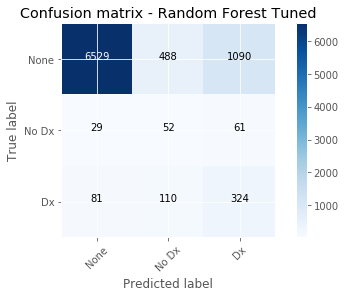 Confusion matrix - Random Forest Tuned
None 6529 488 1090
No Dx 29 52 61
Dx 81 110 324
None No Dx Dx
True label
Predicted label
6000
5000
4000
3000
2000
1000